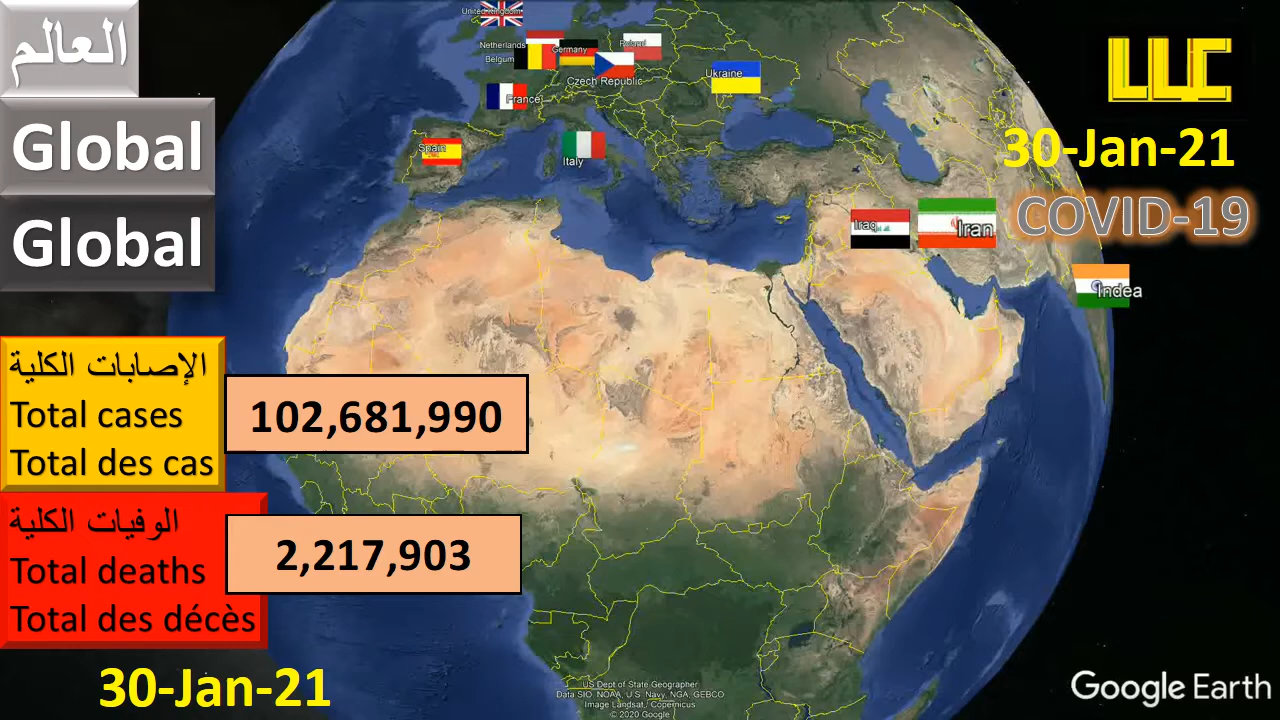 العالم
Global
Global
United Kingdom
Netherlands
Belgium
Germany
Poland
Czech Republic
Ukraine
France
Spain
Italy
Iraq
Iran
Indea
LLC
30-Jan-21
COVID-19
الإصابات الكلية
Total cases
Total des cas
102,681,990
الوفيات الكلية
Total deaths
Total des décès
2,217,903
30-Jan-21
US Dept of State Geographer
Data SIO, NOAA, U.S. Navy, NGA, GEBCO
Image Landsat / Copernicus
© 2020 Google
Google Earth